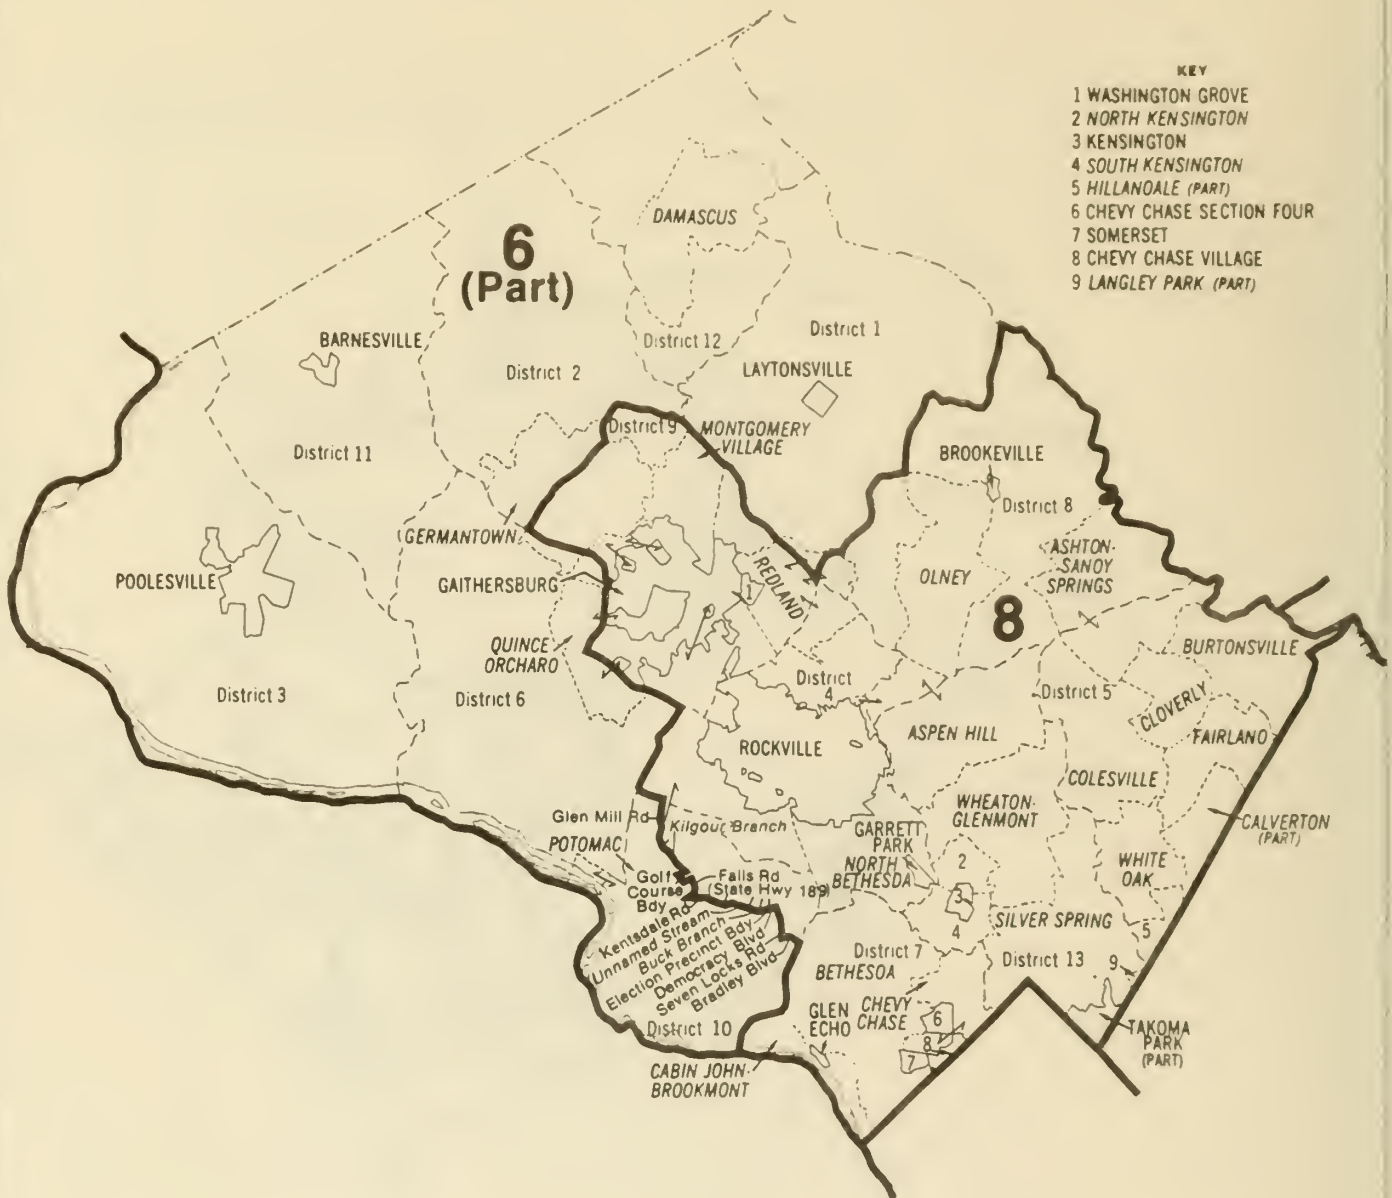 KEY
1 WASHINGTON GROVE
2 NORTH KENSINGTON
3 KENSINGTON
4 SOUTH KENSINGTON
5 HILLANOALE (PART)
6 CHEVY CHASE SECTION FOUR
7 SOMERSET
8 CHEVY CHASE VILLAGE
9 LANGLEY PARK (PART)
DAMASCUS
6
(Part)
BARNESVILLE
District 12
District 1
District 2
LAYTONSVILLE
District 9
MONTGOMERY
VILLAGE
District 11
BROOKEVILLE
District 8
GERMANTOWN
ASHTON-
SANOY
SPRINGS
POOLESVILLE
GAITHERSBURG
1
REDLAND
OLNEY
8
QUINCE
ORCHARO
BURTONSVILLE
District 3
District 6
District
4
District 5
CLOVERLY
FAIRLANO
ROCKVILLE
ASPEN HILL
COLESVILLE
Glen Mill Rd
Kilgour Branch
WHEATON-
GLENMONT
CALVERTON
(PART)
POTOMAC
GARRETT
PARK
NORTH
BETHESDA
2
WHITE
OAK
Golf
Course
Bdy
Falls Rd
(State Hwy 189)
3
Kentsdale Rd
Unnamed Stream
Buck Branch
Election Precinct Bdy
Democracy Blvd
Seven Locks Rd
Bradley Blvd
4
SILVER SPRING
5
District 7
BETHESOA
District 13
9
District 10
GLEN
ECHO
CHEVY
CHASE
6
8
7
TAKOMA
PARK
(PART)
CABIN JOHN-
BROOKMONT